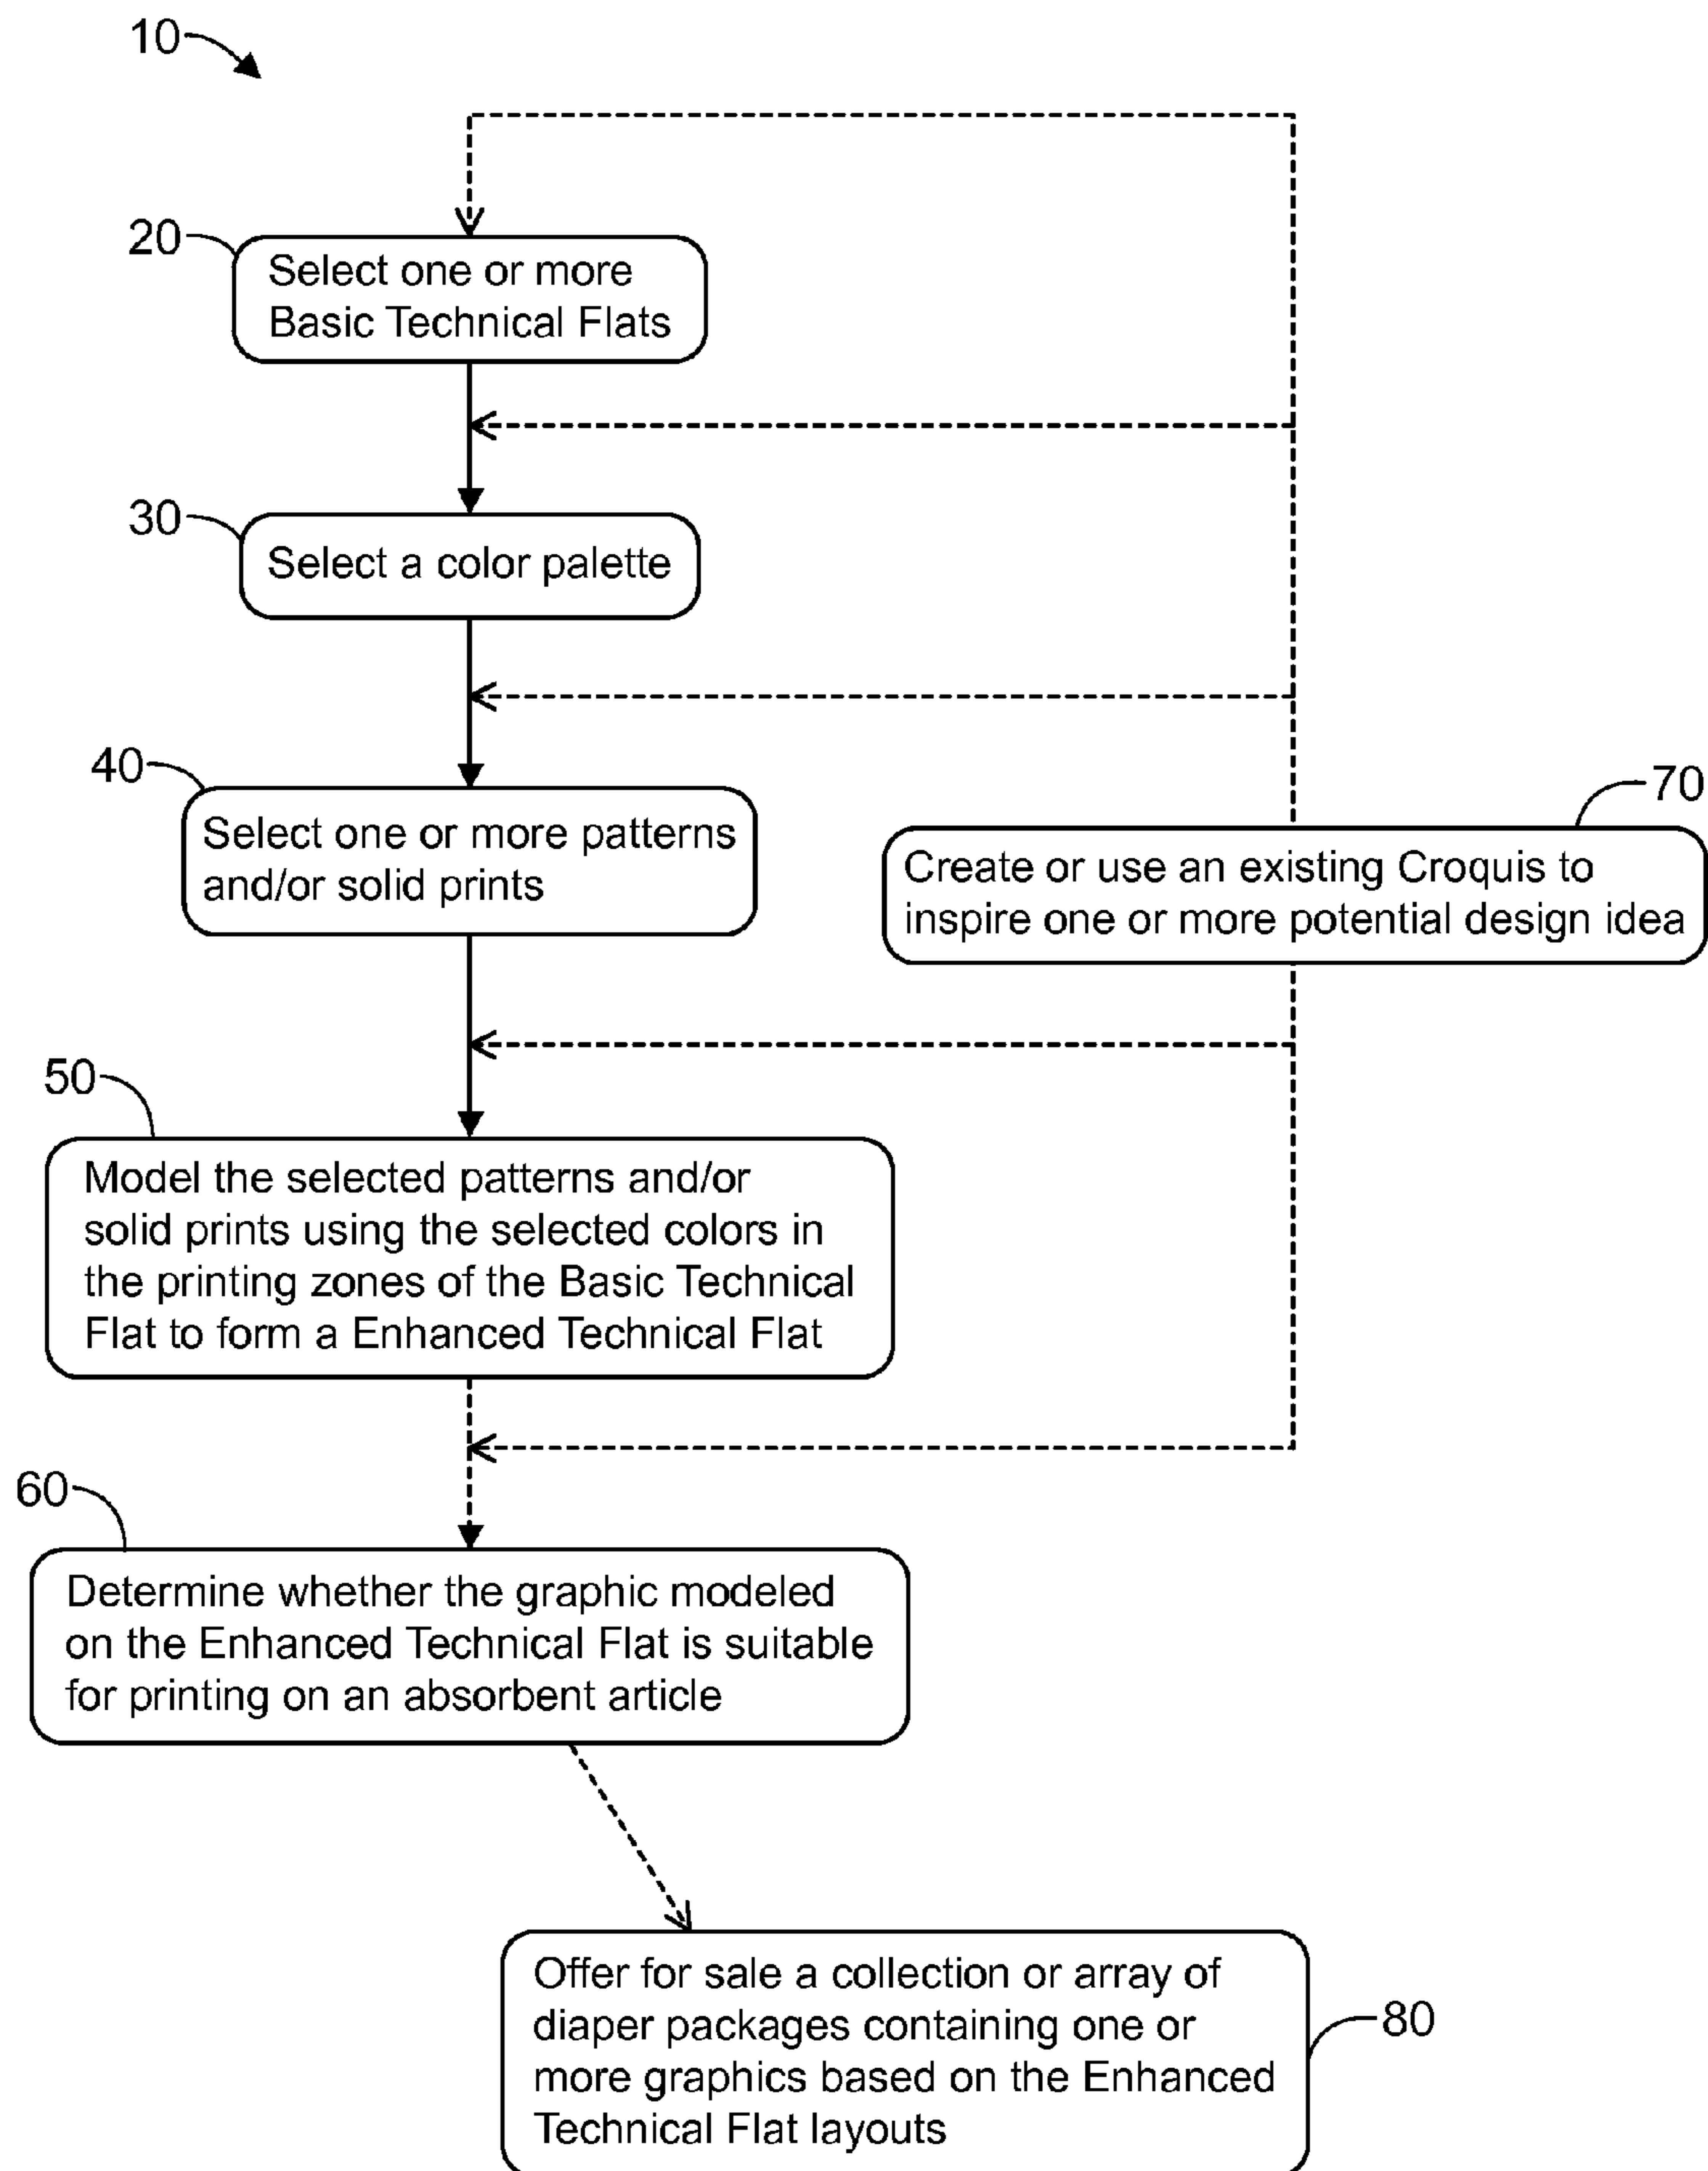 10
20
Select one or more
Basic Technical Flats
30
Select a color palette
40
Select one or more patterns
and/or solid prints
70
Create or use an existing Croquis to
inspire one or more potential design idea
50
Model the selected patterns and/or
solid prints using the selected colors in
the printing zones of the Basic Technical
Flat to form a Enhanced Technical Flat
60
Determine whether the graphic modeled
on the Enhanced Technical Flat is suitable
for printing on an absorbent article
80
Offer for sale a collection or array of
diaper packages containing one or
more graphics based on the Enhanced
Technical Flat layouts